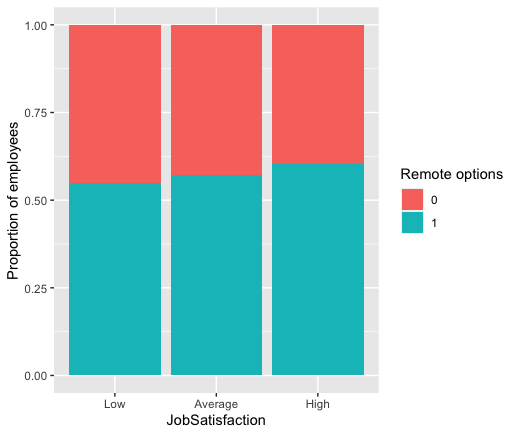 1.00
0.75
0.50
0.25
0.00
Proportion of employees
Low Average High
JobSatisfaction
Remote options
0
1